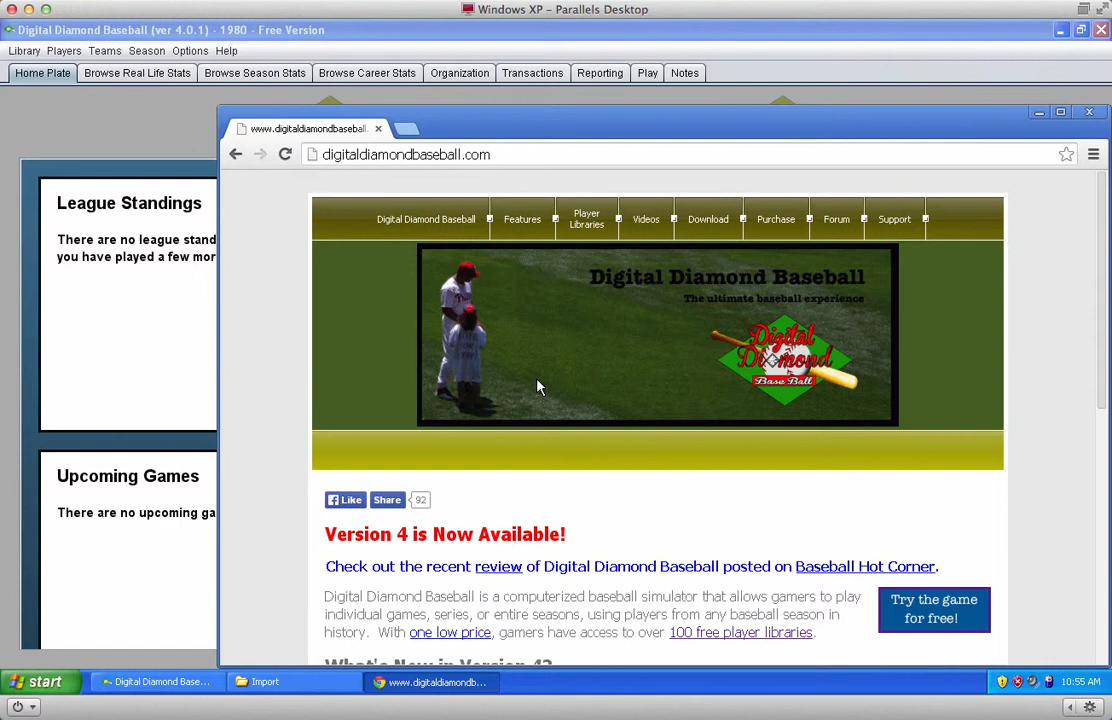 Windows XP - Parallels Desktop
Digital Diamond Baseball (ver 4.0.1) - 1980 - Free Version
Library Players Teams Season Options Help
Home Plate Browse Real Life Stats Browse Season Stats Browse Career Stats Organization Transactions Reporting Play Notes
www.digitaldiamondbaseball.
digitaldiamondbaseball.com
League Standings
There are no league stand
you have played a few mor
Upcoming Games
There are no upcoming ga
Digital Diamond Baseball Features Player Libraries Videos Download Purchase Forum Support
Digital Diamond Baseball
The ultimate baseball experience
Digital
Diamond
Base Ball
Like Share 92
Version 4 is Now Available!
Check out the recent review of Digital Diamond Baseball posted on Baseball Hot Corner.
Digital Diamond Baseball is a computerized baseball simulator that allows gamers to play
individual games, series, or entire seasons, using players from any baseball season in
history. With one low price, gamers have access to over 100 free player libraries.
Try the game
for free!
What's New in Version 4?
start Digital Diamond Base... Import www.digitaldiamondb... 10:55 AM